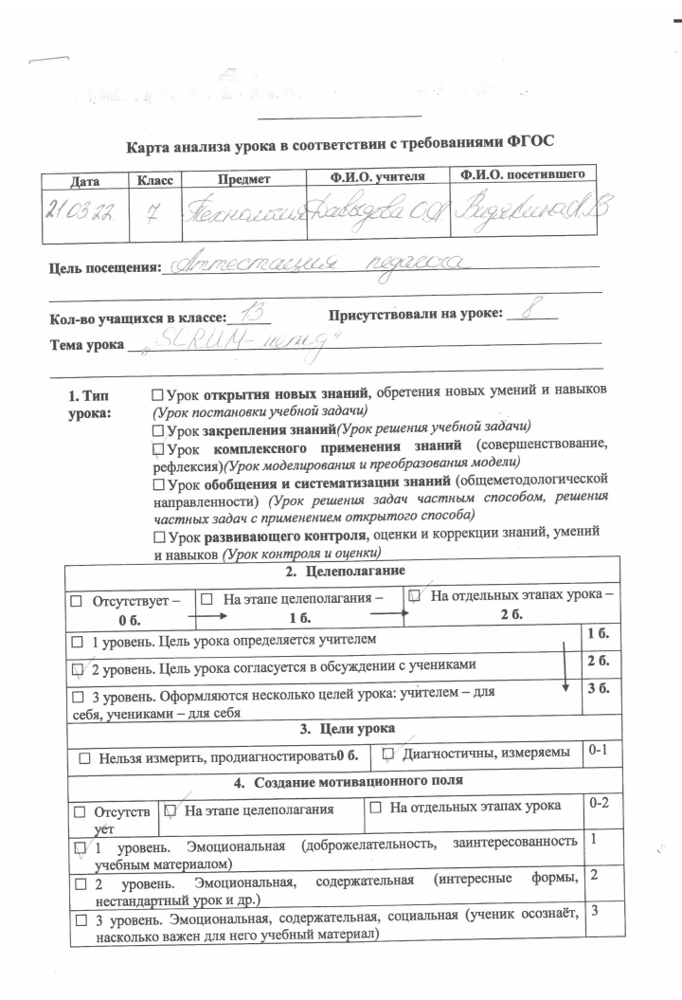 Карта анализа урока в соответствии с требованиями ФГОС
Дата Класс Предмет Ф.И.О. учителя Ф.И.О. посетившего
21 03 22 7 Технология Давыдова О.А.
Цель посещения: Аттестация педагога
Кол-во учащихся в классе: 13 Присутствовали на уроке: 8
Тема урока „SCRUM- метод“
1. Тип урока:
☐ Урок открытия новых знаний, обретения новых умений и навыков
(Урок постановки учебной задачи)
☐ Урок закрепления знаний(Урок решения учебной задачи)
☑ Урок комплексного применения знаний (совершенствование,
рефлексия)(Урок моделирования и преобразования модели)
☐ Урок обобщения и систематизации знаний (общеметодологической
направленности) (Урок решения задач частным способом, решения
частных задач с применением открытого способа)
☐ Урок развивающего контроля, оценки и коррекции знаний, умений
и навыков (Урок контроля и оценки)
2. Целеполагание
☐ Отсутствует – ☐ На этапе целеполагания – ☑ На отдельных этапах урока –
0 б. 1 б. 2 б.
☐ 1 уровень. Цель урока определяется учителем 1 б.
☑ 2 уровень. Цель урока согласуется в обсуждении с учениками 2 б.
☐ 3 уровень. Оформляются несколько целей урока: учителем – для 3 б.
себя, учениками – для себя
3. Цели урока
☐ Нельзя измерить, продиагностировать0 б. ☑ Диагностичны, измеряемы 0-1
4. Создание мотивационного поля
☐ Отсутств ☑ На этапе целеполагания ☐ На отдельных этапах урока 0-2
ует
☑ 1 уровень. Эмоциональная (доброжелательность, заинтересованность 1
учебным материалом)
☐ 2 уровень. Эмоциональная, содержательная (интересные формы, 2
нестандартный урок и др.)
☐ 3 уровень. Эмоциональная, содержательная, социальная (ученик осознаёт, 3
насколько важен для него учебный материал)